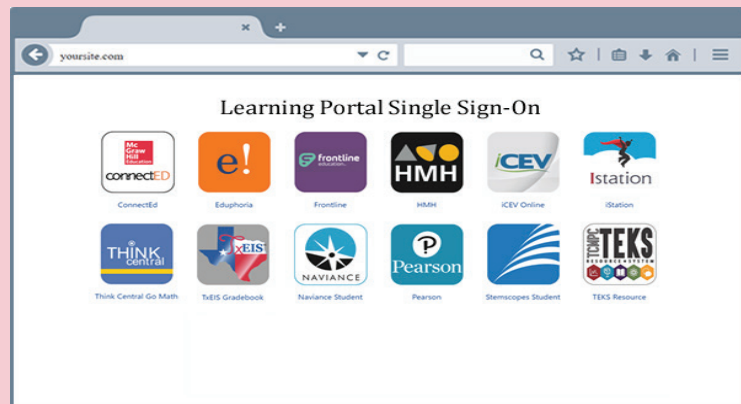 yoursite.com
Learning Portal Single Sign-On
Mc
Graw
Hill
Education
connectED
e!
frontline
education
HMH
iCEV
Istation
ConnectEd
Eduphoria
Frontline
HMH
iCEV Online
iStation
THINK
central
TxEIS
NAVIANCE
P
Pearson
TCMPC
TEKS
RESOURCE SYSTEM
Think Central Go Math
TxEIS Gradebook
Naviance Student
Pearson
Stemscopes Student
TEKS Resource